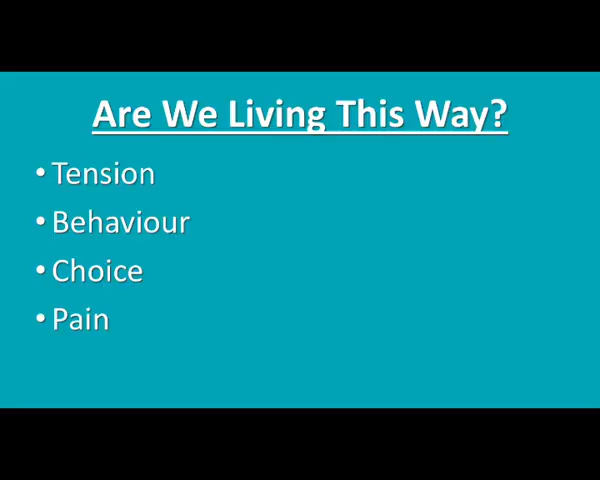 Are We Living This Way?
• Tension
• Behaviour
• Choice
• Pain